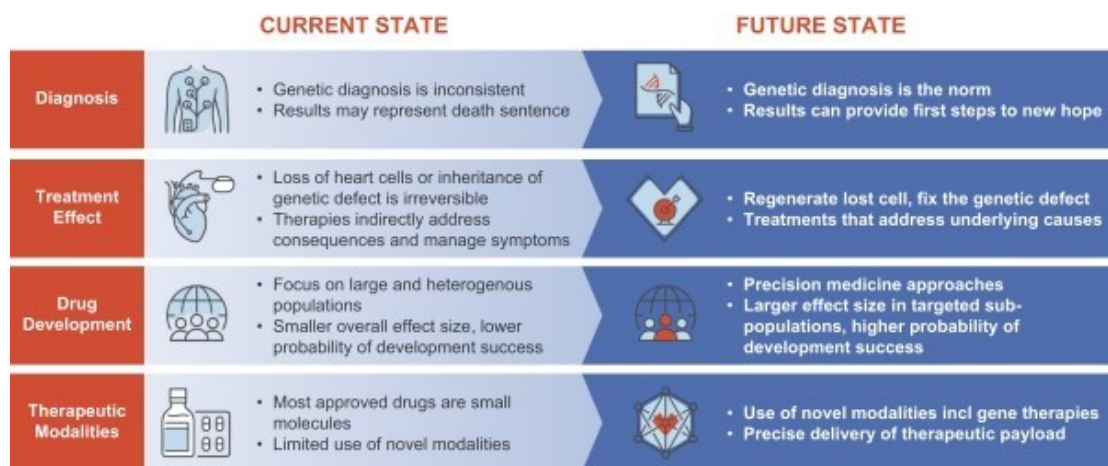 CURRENT STATE
FUTURE STATE
Diagnosis
• Genetic diagnosis is inconsistent
• Results may represent death sentence
• Genetic diagnosis is the norm
• Results can provide first steps to new hope
Treatment
Effect
• Loss of heart cells or inheritance of
genetic defect is irreversible
• Therapies indirectly address
consequences and manage symptoms
• Regenerate lost cell, fix the genetic defect
• Treatments that address underlying causes
Drug
Development
• Focus on large and heterogenous
populations
• Smaller overall effect size, lower
probability of development success
• Precision medicine approaches
• Larger effect size in targeted sub-
populations, higher probability of
development success
Therapeutic
Modalities
• Most approved drugs are small
molecules
• Limited use of novel modalities
• Use of novel modalities incl gene therapies
• Precise delivery of therapeutic payload